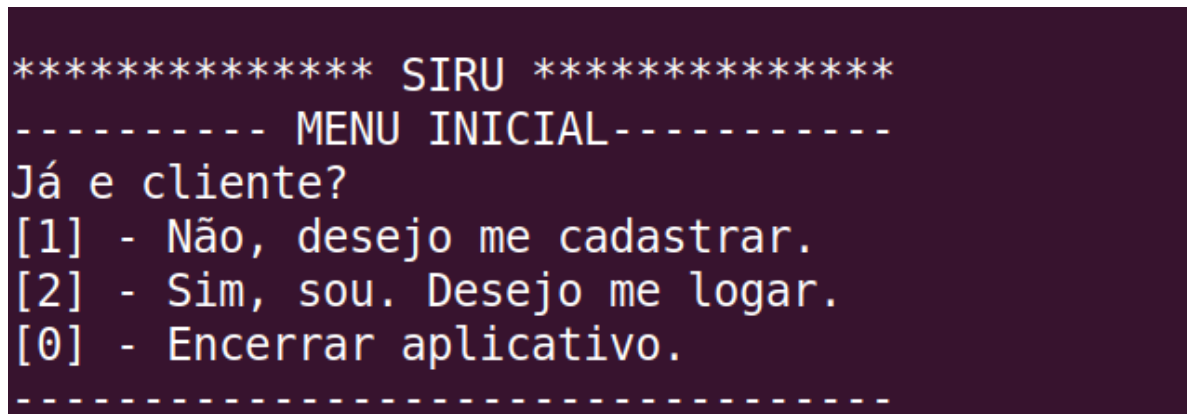 ************** SIRU **************
---------- MENU INICIAL-----------
Já e cliente?
[1] - Não, desejo me cadastrar.
[2] - Sim, sou. Desejo me logar.
[0] - Encerrar aplicativo.
----------------------------------